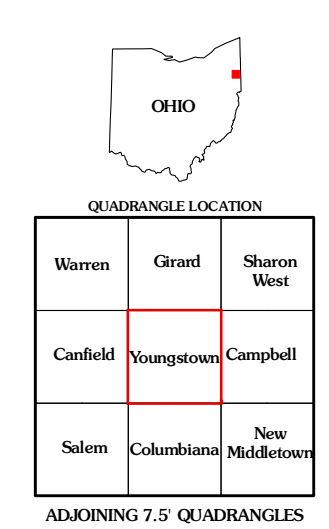 OHIO
QUADRANGLE LOCATION
Warren
Girard
Sharon
West
Canfield
Youngstown
Campbell
Salem
Columbiana
New
Middletown
ADJOINING 7.5' QUADRANGLES